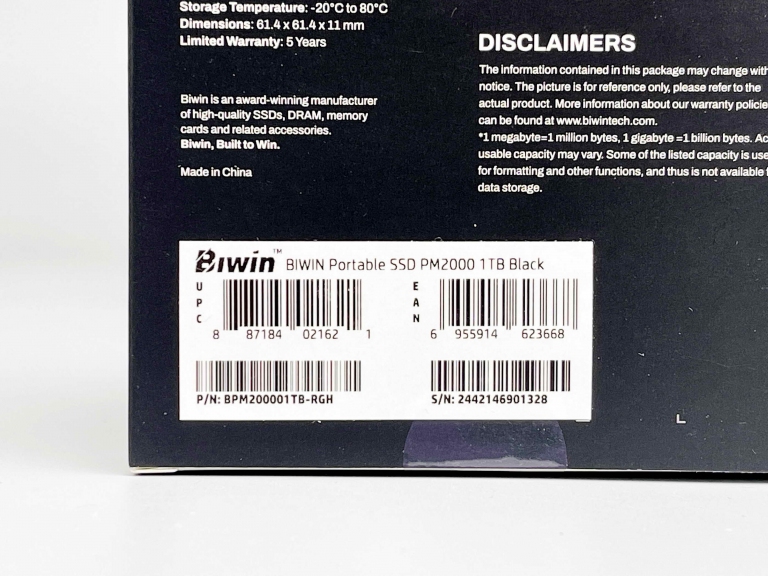 Storage Temperature: -20°C to 80°C
Dimensions: 61.4 x 61.4 x 11 mm
Limited Warranty: 5 Years
Biwin is an award-winning manufacturer
of high-quality SSDs, DRAM, memory
cards and related accessories.
Biwin, Built to Win.
Made in China
DISCLAIMERS
The information contained in this package may change with
notice. The picture is for reference only, please refer to the
actual product. More information about our warranty policie
can be found at www.biwintech.com.
*1 megabyte=1 million bytes, 1 gigabyte =1 billion bytes. Ac
usable capacity may vary. Some of the listed capacity is use
for formatting and other functions, and thus is not available f
data storage.
Biwin™ BIWIN Portable SSD PM2000 1TB Black
UPC
8 87184 02162 1
EAN
6 955914 623668
P/N: BPM200001TB-RGH
S/N: 2442146901328